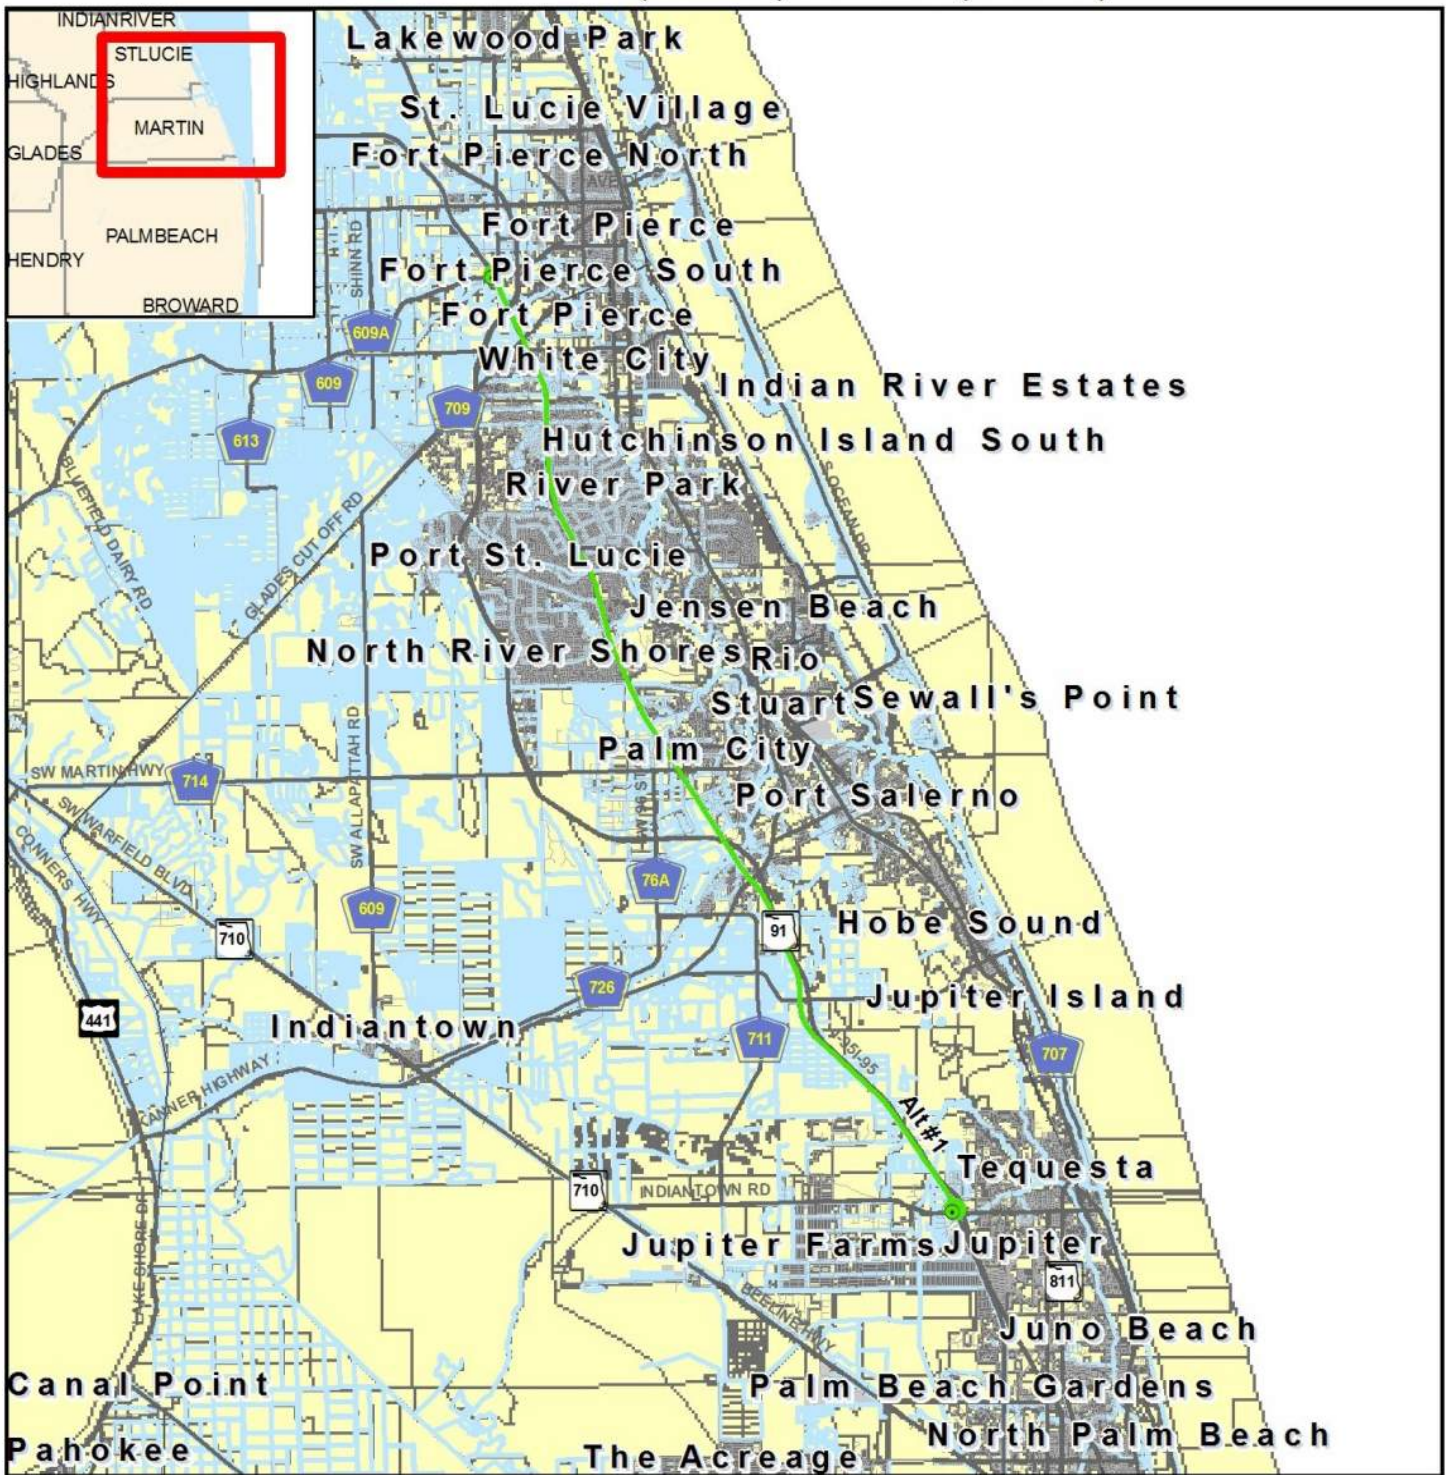 INDIANRIVER
STLUCIE
HIGHLANDS
MARTIN
GLADES
PALMBEACH
HENDRY
BROWARD
Lakewood Park
St. Lucie Village
Fort Pierce North
Fort Pierce
SHINN RD
Fort Pierce South
Fort Pierce
609A
White City
609
Indian River Estates
709
613
Hutchinson Island South
River Park
S OCEAN DR
BLUEFIELD DAIRY RD
GLADES CUT OFF RD
Port St. Lucie
Jensen Beach
North River Shores
Rio
Stuart
Sewall's Point
SW ALLAPATTAH RD
Palm City
SW MARTIN HWY
714
Port Salerno
SW WARFIELD BLVD
CONNERS HWY
76A
609
710
91
Hobe Sound
726
Jupiter Island
441
Indiantown
711
707
I-95I-95
KANNER HIGHWAY
Alt #1
Tequesta
710
INDIANTOWN RD
LAKE SHORE DR
Jupiter Farms
Jupiter
811
BEELINE HWY
Juno Beach
Canal Point
Palm Beach Gardens
North Palm Beach
Pahokee
The Acreage